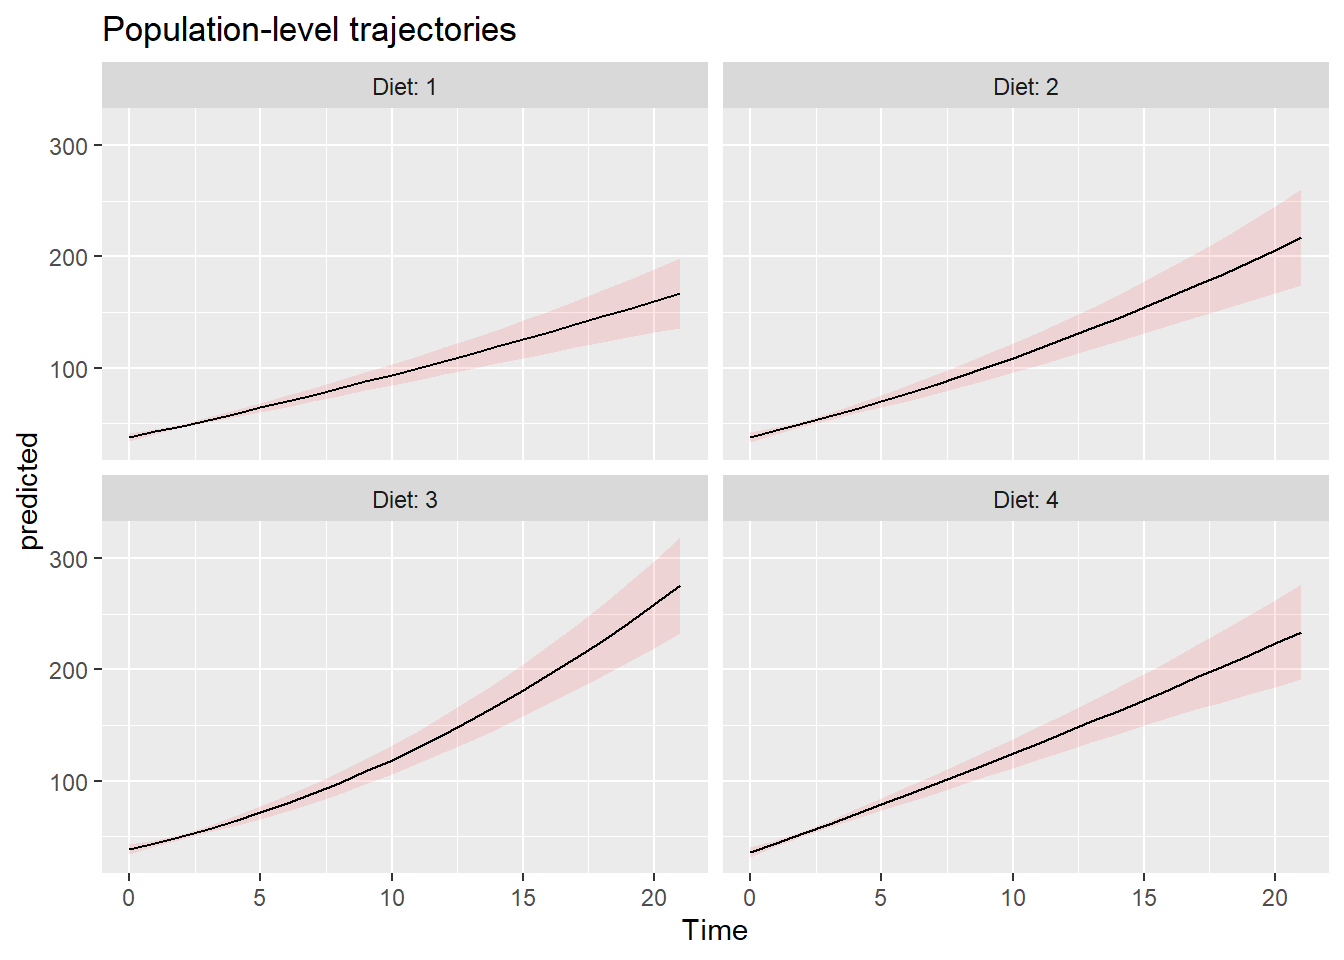 Population-level trajectories
Diet: 1
Diet: 2
300
200
100
predicted
Diet: 3
Diet: 4
300
200
100
0 5 10 15 20
0 5 10 15 20
Time